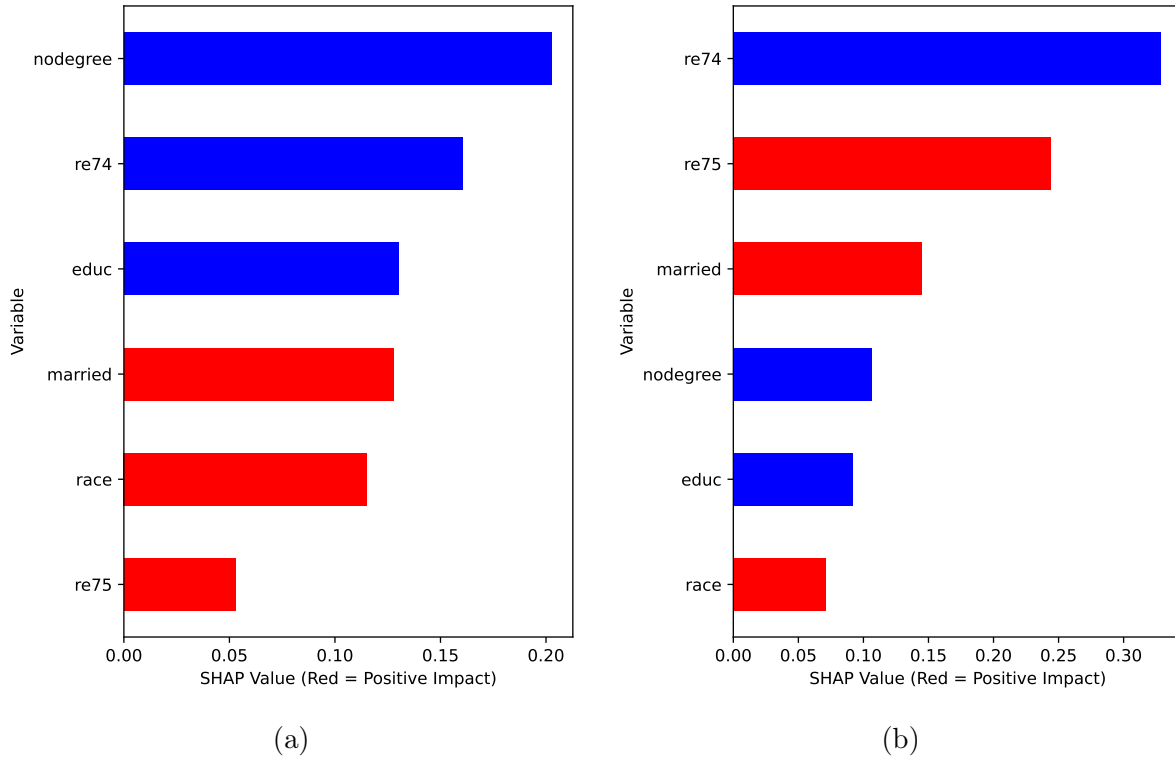 nodegree
re74
educ
married
race
re75
Variable
0.00 0.05 0.10 0.15 0.20
SHAP Value (Red = Positive Impact)
(a)
re74
re75
married
nodegree
educ
race
Variable
0.00 0.05 0.10 0.15 0.20 0.25 0.30
SHAP Value (Red = Positive Impact)
(b)